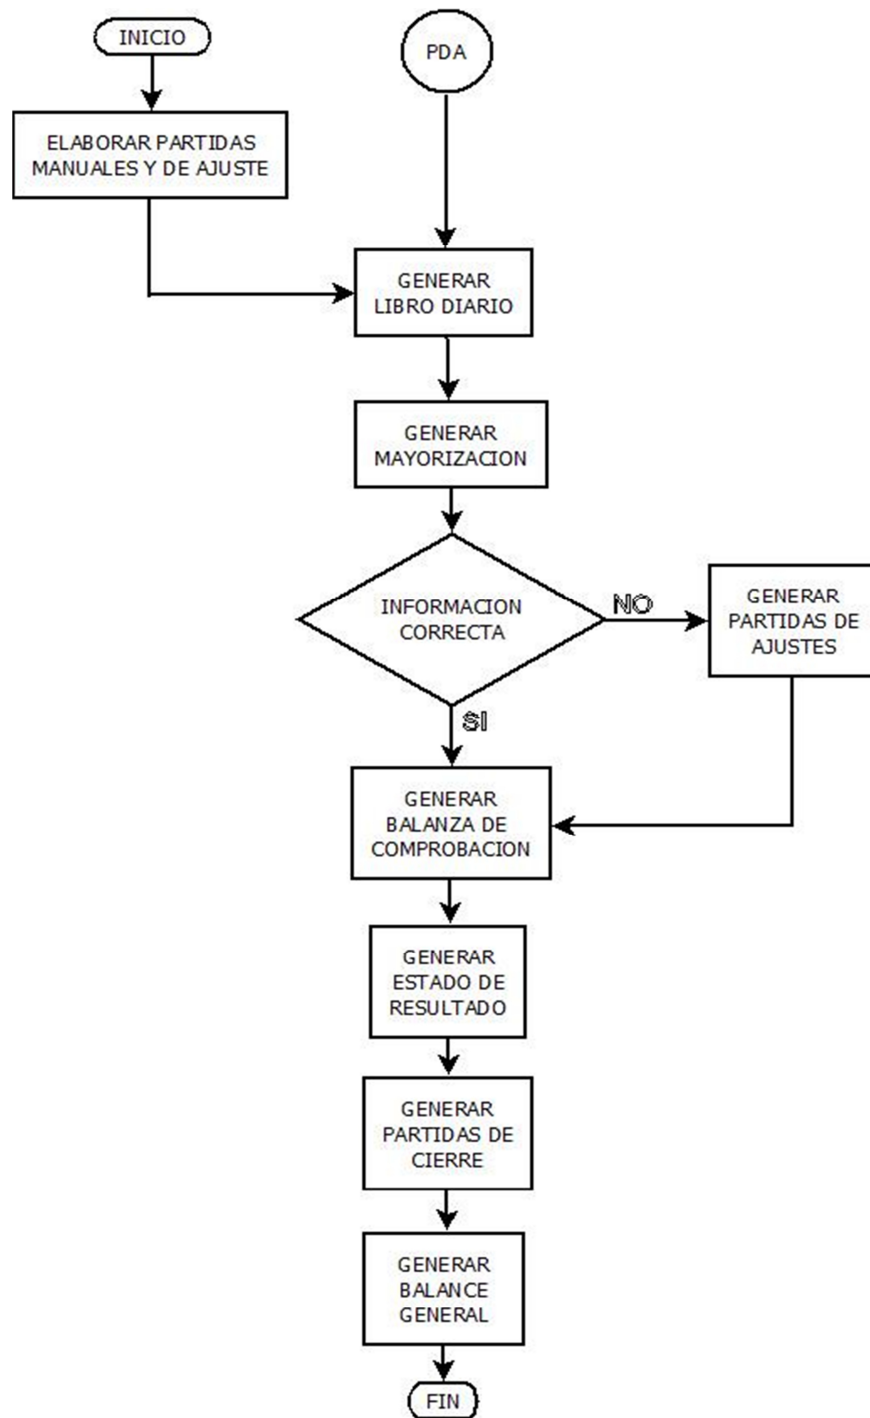 INICIO
PDA
ELABORAR PARTIDAS
MANUALES Y DE AJUSTE
GENERAR
LIBRO DIARIO
GENERAR
MAYORIZACION
INFORMACION
CORRECTA
NO
GENERAR
PARTIDAS DE
AJUSTES
SI
GENERAR
BALANZA DE
COMPROBACION
GENERAR
ESTADO DE
RESULTADO
GENERAR
PARTIDAS DE
CIERRE
GENERAR
BALANCE
GENERAL
FIN